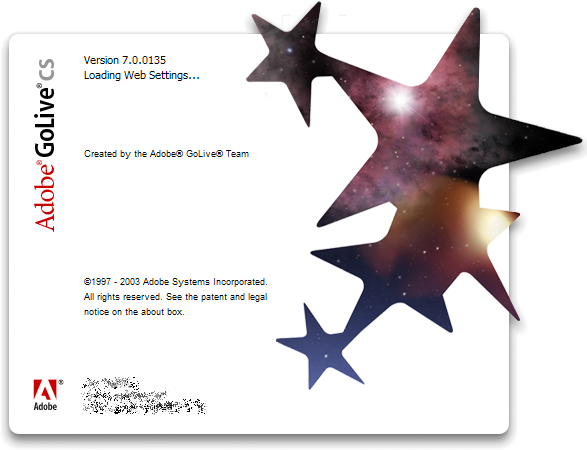 Adobe® GoLive® CS
Version 7.0.0135
Loading Web Settings...
Created by the Adobe® GoLive® Team
©1997 - 2003 Adobe Systems Incorporated.
All rights reserved. See the patent and legal
notice on the about box.
Adobe®